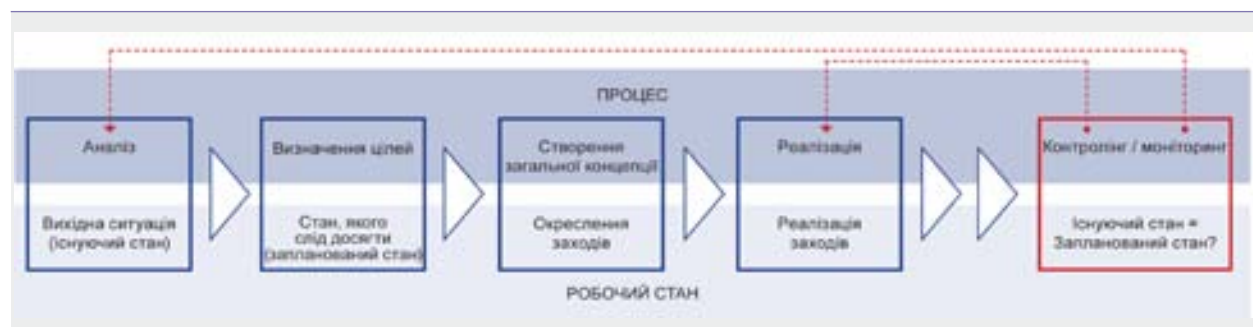 ПРОЦЕС
Аналіз
Визначення цілей
Створення
загальної концепції
Реалізація
Контролінг / моніторинг
Вихідна ситуація
(існуючий стан)
Стан, якого
слід досягти
(запланований стан)
Окреслення
заходів
Реалізація
заходів
Існуючий стан =
Запланований стан?
РОБОЧИЙ СТАН